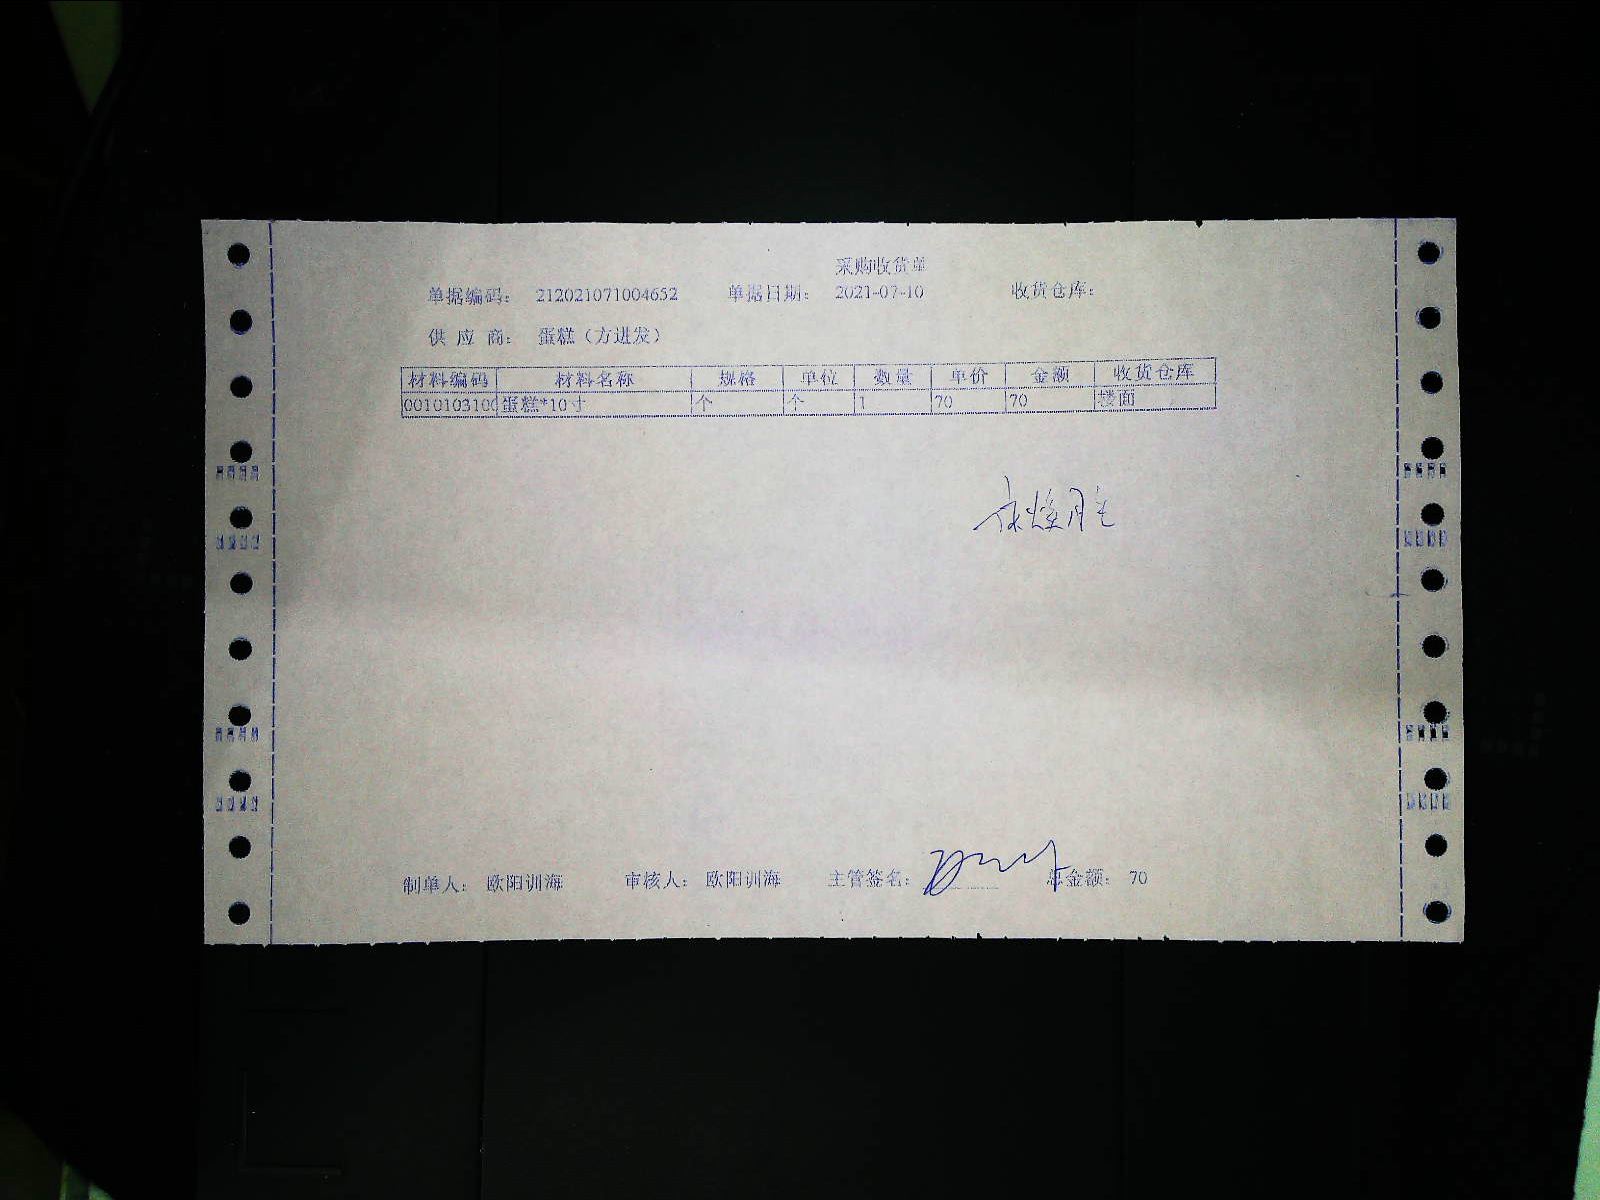 采购收货单
单据编码： 212021071004652 单据日期： 2021-07-10 收货仓库：
供 应 商： 蛋糕（方进发）
材料编码 材料名称 规格 单位 数量 单价 金额 收货仓库
0010103100 蛋糕*10寸 个 个 1 70 70 楼面
制单人： 欧阳训海 审核人： 欧阳训海 主管签名： 总金额： 70